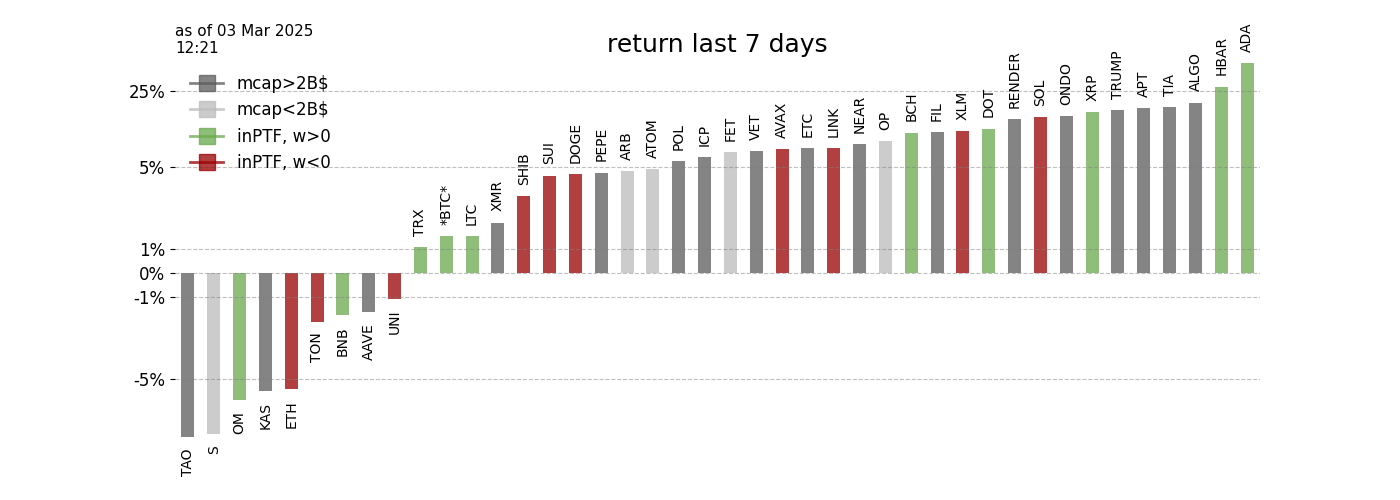 as of 03 Mar 2025
12:21
return last 7 days
mcap>2B$
mcap<2B$
inPTF, w>0
inPTF, w<0
25%
5%
1%
0%
-1%
-5%
TAO
S
OM
KAS
ETH
TON
BNB
AAVE
UNI
TRX
*BTC*
LTC
XMR
SHIB
SUI
DOGE
PEPE
ARB
ATOM
POL
ICP
FET
VET
AVAX
ETC
LINK
NEAR
OP
BCH
FIL
XLM
DOT
RENDER
SOL
ONDO
XRP
TRUMP
APT
TIA
ALGO
HBAR
ADA